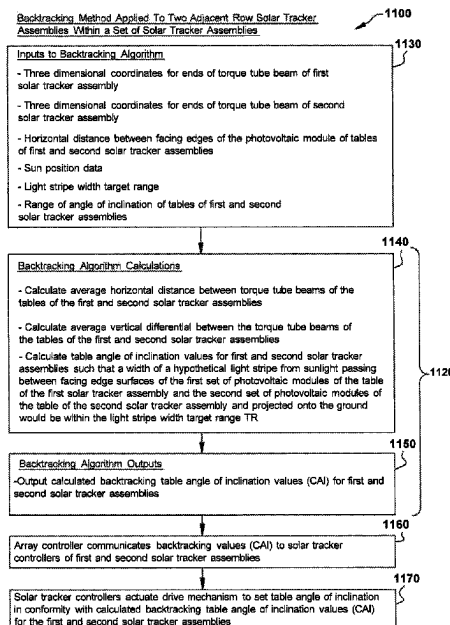 Backtracking Method Applied To Two Adjacent Row Solar Tracker
Assemblies Within a Set of Solar Tracker Assemblies
1100
1130
Inputs to Backtracking Algorithm
- Three dimensional coordinates for ends of torque tube beam of first
solar tracker assembly
- Three dimensional coordinates for ends of torque tube beam of second
solar tracker assembly
- Horizontal distance between facing edges of the photovoltaic module of tables
of first and second solar tracker assemblies
- Sun position data
- Light stripe width target range
- Range of angle of inclination of tables of first and second
solar tracker assemblies
1140
Backtracking Algorithm Calculations
- Calculate average horizontal distance between torque tube beams of the
tables of the first and second solar tracker assemblies
- Calculate average vertical differential between the torque tube beams of
the tables of the first and second solar tracker assemblies
- Calculate table angle of inclination values for first and second solar tracker
assemblies such that a width of a hypothetical light stripe from sunlight passing
between facing edge surfaces of the first set of photovoltaic modules of the table
of the first solar tracker assembly and the second set of photovoltaic modules of
the table of the second solar tracker assembly and projected onto the ground
would be within the light stripe width target range TR
1120
1150
Backtracking Algorithm Outputs
-Output calculated backtracking table angle of inclination values (CAI) for first and
second solar tracker assemblies
1160
Array controller communicates backtracking values (CAI) to solar tracker
controllers of first and second solar tracker assemblies
1170
Solar tracker controllers actuate drive mechanism to set table angle of inclination
in conformity with calculated backtracking table angle of inclination values (CAI)
for the first and second solar tracker assemblies